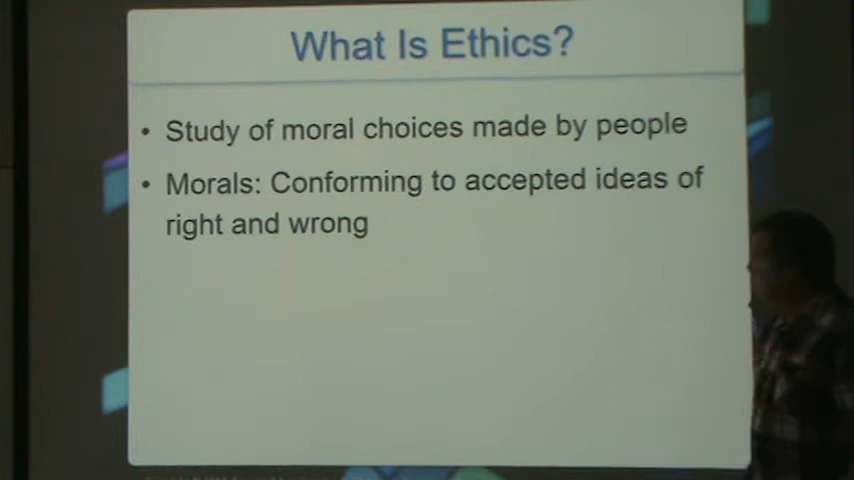 What Is Ethics?
• Study of moral choices made by people
• Morals: Conforming to accepted ideas of
right and wrong